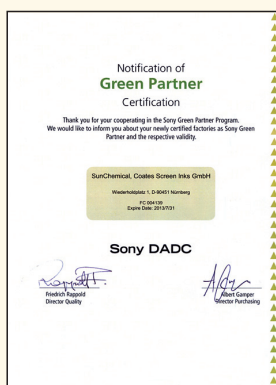 Notification of
Green Partner
Certification
Thank you for your cooperating in the Sony Green Partner Program.
We would like to inform you about your newly certified factories as Sony Green
Partner and the respective validity.
SunChemical, Coates Screen Inks GmbH
Wiederholdplatz 1, D-90451 Nürnberg
FC 004139
Expire Date: 2013/7/31
Sony DADC
Friedrich Rappold
Director Quality
Albert Gamper
Director Purchasing